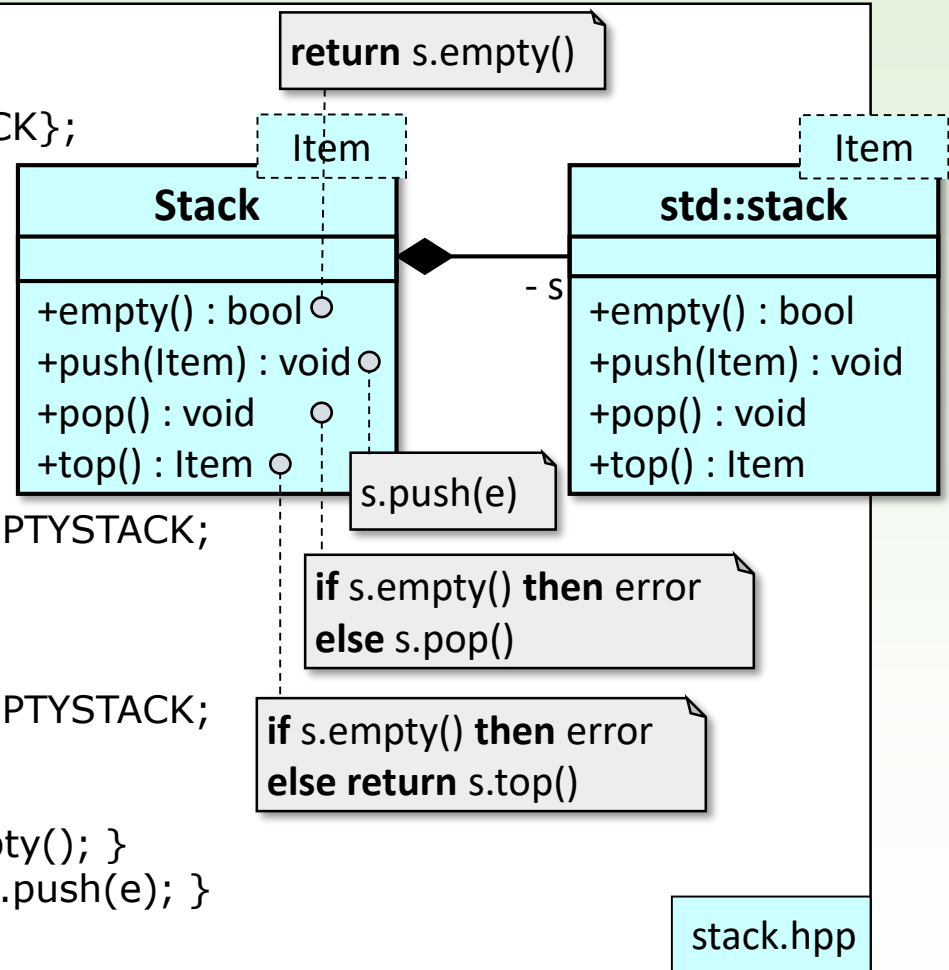 return s.empty()
CK};
Item
Item
Stack
std::stack
- s
+empty() : bool
+push(Item) : void
+pop() : void
+top() : Item
+empty() : bool
+push(Item) : void
+pop() : void
+top() : Item
s.push(e)
PTYSTACK;
if s.empty() then error
else s.pop()
PTYSTACK;
if s.empty() then error
else return s.top()
pty(); }
.push(e); }
stack.hpp